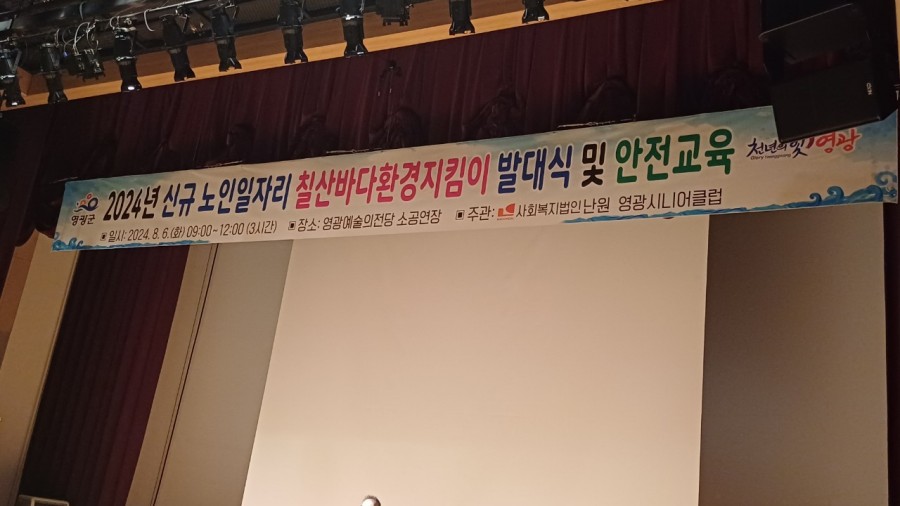 2024년 신규 노인일자리 칠산바다환경지킴이 발대식 및 안전교육
천년의 빛 영광
영광군
▣ 일시: 2024. 8. 6.(화) 09:00~12:00 (3시간) ▣ 장소: 영광예술의전당 소공연장 ▣ 주관: 사회복지법인난원 영광시니어클럽